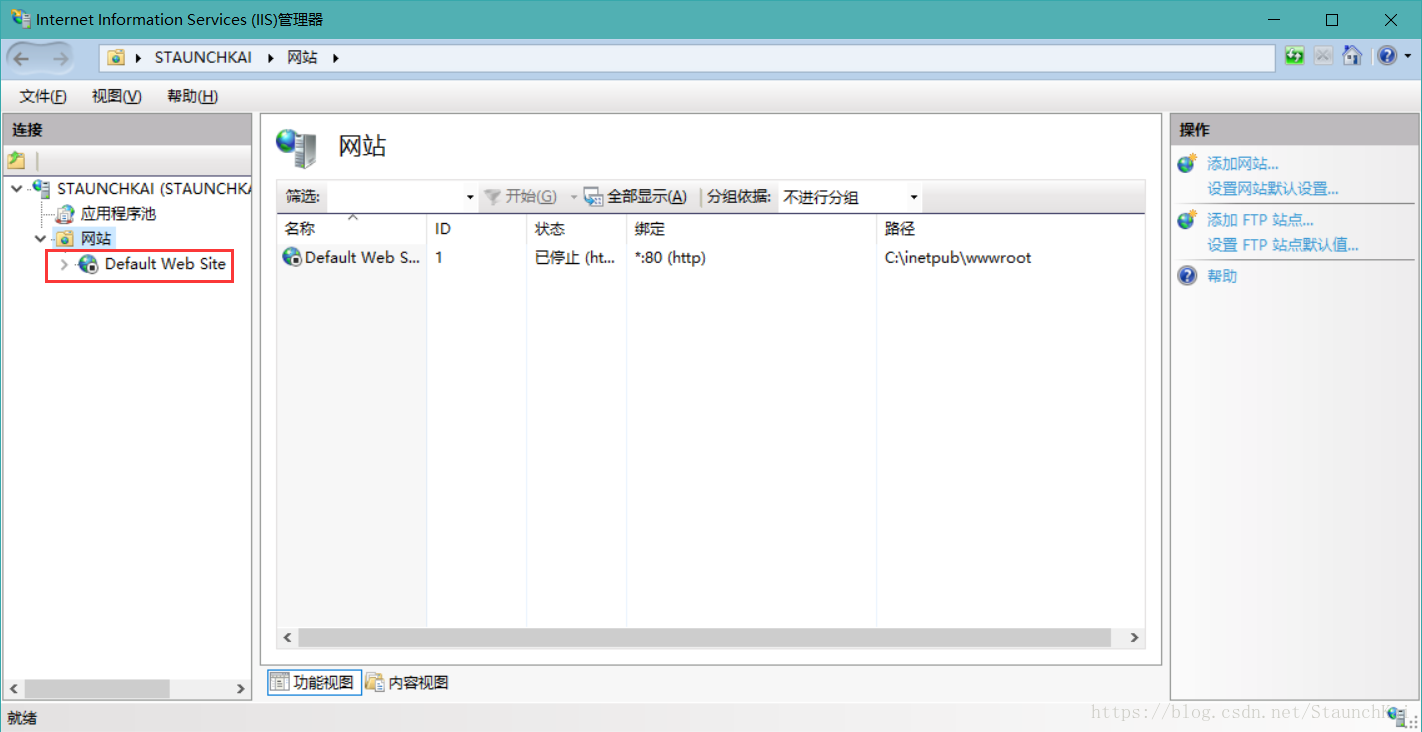 Internet Information Services (IIS)管理器
STAUNCHKAI 网站
文件(F) 视图(V) 帮助(H)
连接
STAUNCHKAI (STAUNCHKA
应用程序池
网站
Default Web Site
网站
筛选: 开始(G) 全部显示(A) 分组依据: 不进行分组
名称 ID 状态 绑定 路径
Default Web S... 1 已停止 (ht... *:80 (http) C:\inetpub\wwwroot
功能视图 内容视图
操作
添加网站...
设置网站默认设置...
添加 FTP 站点...
设置 FTP 站点默认值...
帮助
就绪
https://blog.csdn.net/StaunchKai